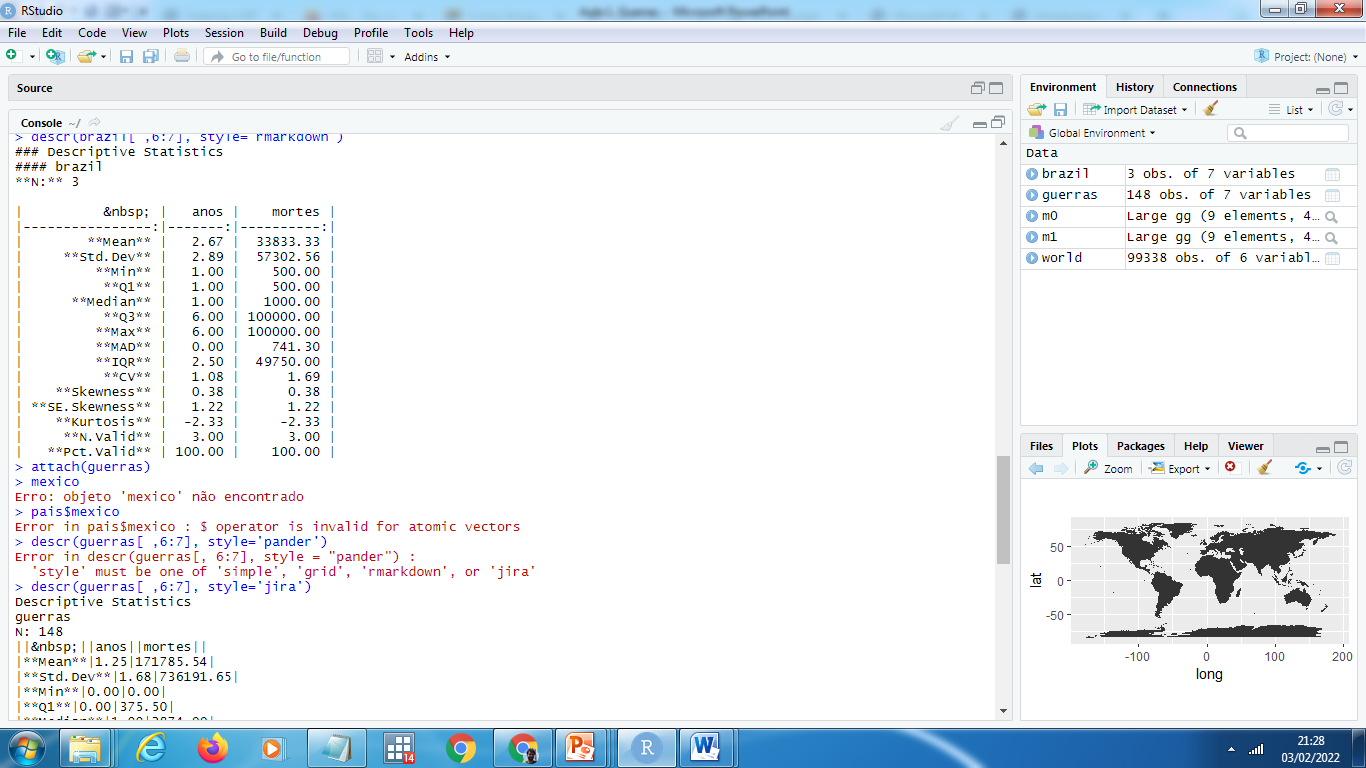 RStudio
Aula 1. Guerras - Microsoft PowerPoint
File Edit Code View Plots Session Build Debug Profile Tools Help
Go to file/function
Addins
Project: (None)
Source
Console ~/
> descr(brazil[ ,6:7], style='rmarkdown')
### Descriptive Statistics
#### brazil
**N:** 3
| &nbsp; | anos | mortes |
|----------------:|-------:|----------:|
| **Mean** | 2.67 | 33833.33 |
| **Std.Dev** | 2.89 | 57302.56 |
| **Min** | 1.00 | 500.00 |
| **Q1** | 1.00 | 500.00 |
| **Median** | 1.00 | 1000.00 |
| **Q3** | 6.00 | 100000.00 |
| **Max** | 6.00 | 100000.00 |
| **MAD** | 0.00 | 741.30 |
| **IQR** | 2.50 | 49750.00 |
| **CV** | 1.08 | 1.69 |
| **Skewness** | 0.38 | 0.38 |
| **SE.Skewness** | 1.22 | 1.22 |
| **Kurtosis** | -2.33 | -2.33 |
| **N.Valid** | 3.00 | 3.00 |
| **Pct.Valid** | 100.00 | 100.00 |
> attach(guerras)
> mexico
Erro: objeto 'mexico' não encontrado
> pais$mexico
Error in pais$mexico : $ operator is invalid for atomic vectors
> descr(guerras[ ,6:7], style='pander')
Error in descr(guerras[, 6:7], style = "pander") :
'style' must be one of 'simple', 'grid', 'rmarkdown', or 'jira'
> descr(guerras[ ,6:7], style='jira')
Descriptive Statistics
guerras
N: 148
||&nbsp;||anos||mortes||
|**Mean**|1.25|171785.54|
|**Std.Dev**|1.68|736191.65|
|**Min**|0.00|0.00|
|**Q1**|0.00|375.50|
Environment History Connections
Import Dataset
List
Global Environment
Data
brazil 3 obs. of 7 variables
guerras 148 obs. of 7 variables
m0 Large gg (9 elements, 4…
m1 Large gg (9 elements, 4…
world 99338 obs. of 6 variabl…
Files Plots Packages Help Viewer
Zoom Export
50
0
-50
lat
-100 0 100 200
long
14
21:28
03/02/2022